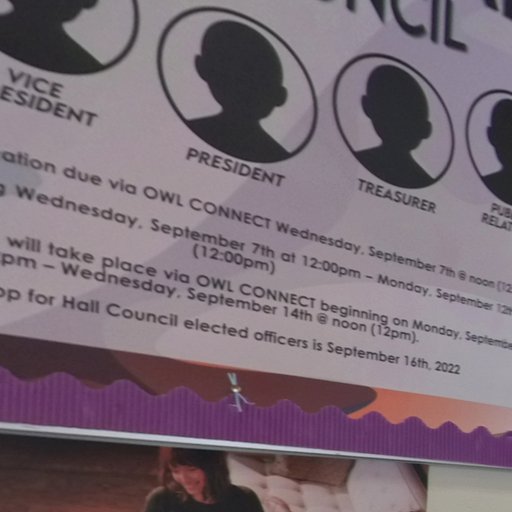 COUNCIL
VICE
PRESIDENT
TREASURER
ation due via OWL CONNECT Wednesday, September 7th @ noon (12
Wednesday, September 7th at 12:00pm – Monday, September 12th
(12:00pm)
will take place via OWL CONNECT beginning on Monday, Septembe
pm – Wednesday, September 14th @ noon (12pm).
op for Hall Council elected officers is September 16th, 2022